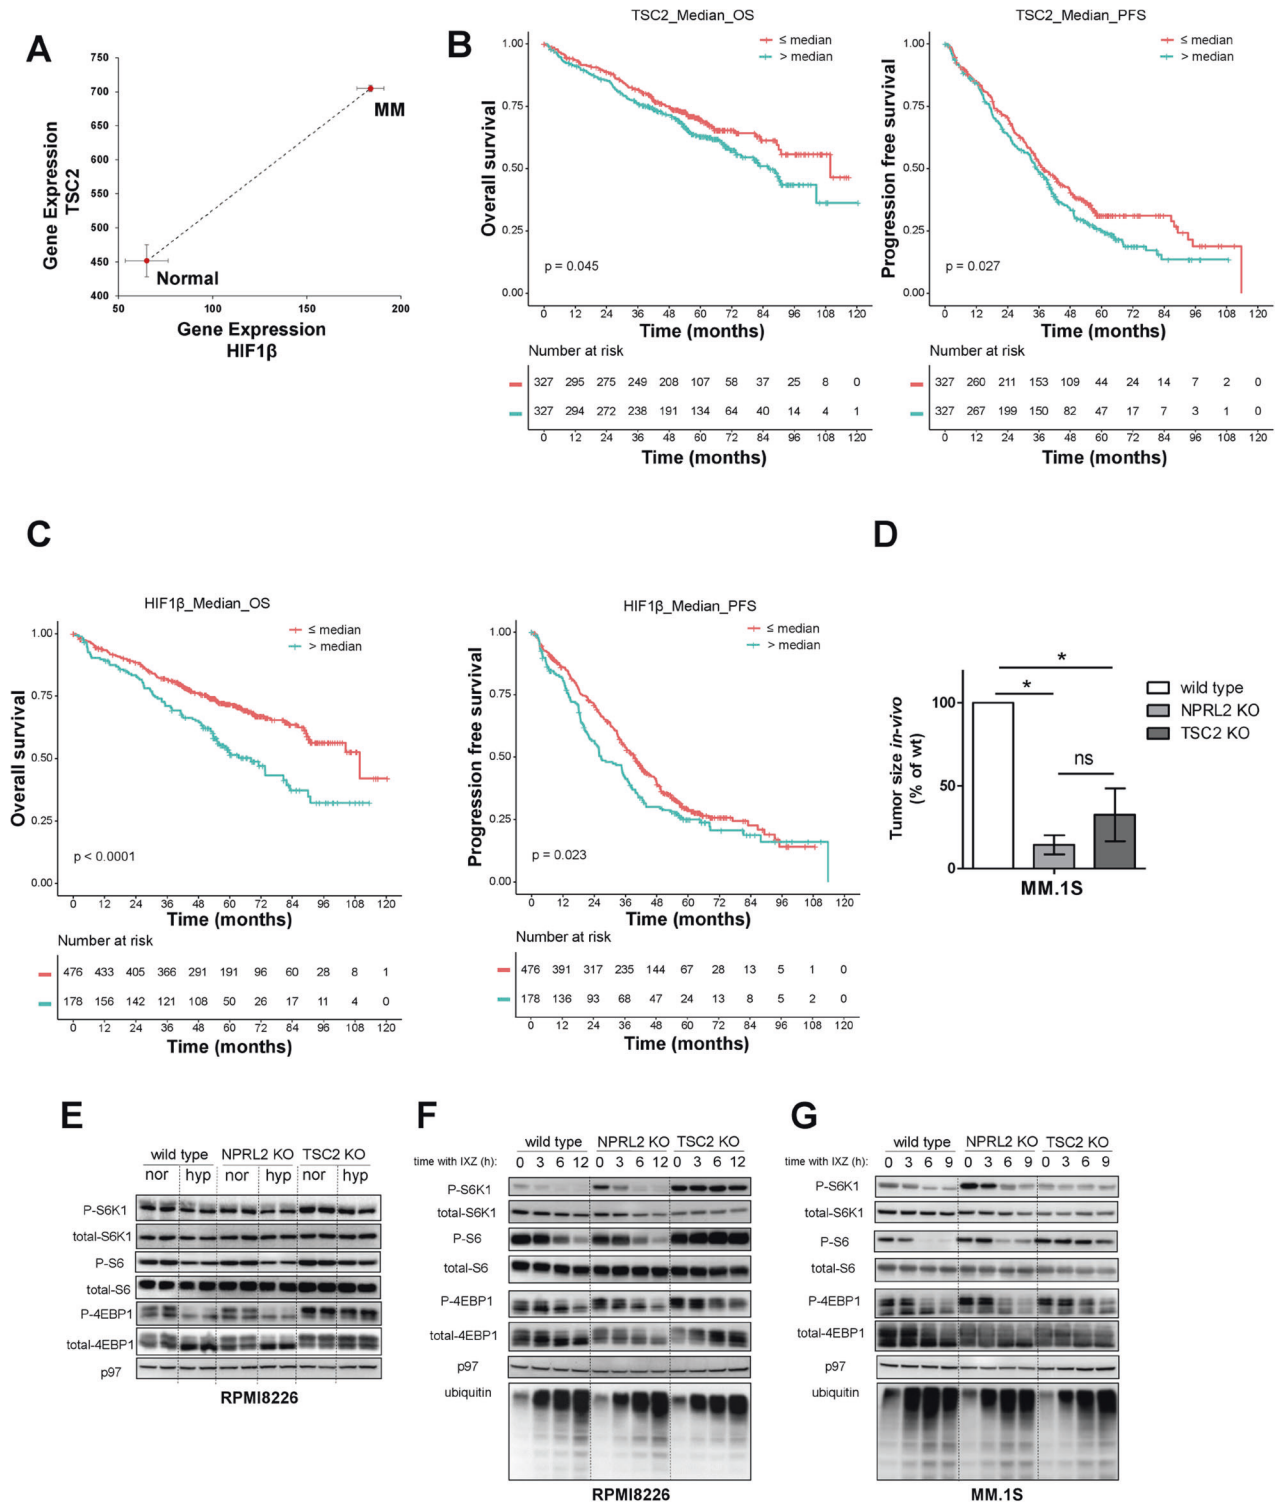 A
750
700
650
600
550
500
450
400
Gene Expression
TSC2
MM
Normal
50
100
150
200
Gene Expression
HIF1β
B
TSC2_Median_OS
≤ median
> median
1.00
0.75
0.50
0.25
0.00
Overall survival
p = 0.045
0 12 24 36 48 60 72 84 96 108 120
Time (months)
Number at risk
327 295 275 249 208 107 58 37 25 8 0
327 294 272 238 191 134 64 40 14 4 1
0 12 24 36 48 60 72 84 96 108 120
Time (months)
TSC2_Median_PFS
≤ median
> median
1.00
0.75
0.50
0.25
0.00
Progression free survival
p = 0.027
0 12 24 36 48 60 72 84 96 108 120
Time (months)
Number at risk
327 260 211 153 109 44 24 14 7 2 0
327 267 199 150 82 47 17 7 3 1 0
0 12 24 36 48 60 72 84 96 108 120
Time (months)
C
HIF1β_Median_OS
≤ median
> median
1.00
0.75
0.50
0.25
0.00
Overall survival
p < 0.0001
0 12 24 36 48 60 72 84 96 108 120
Time (months)
Number at risk
476 433 405 366 291 191 96 60 28 8 1
178 156 142 121 108 50 26 17 11 4 0
0 12 24 36 48 60 72 84 96 108 120
Time (months)
HIF1β_Median_PFS
≤ median
> median
1.00
0.75
0.50
0.25
0.00
Progression free survival
p = 0.023
0 12 24 36 48 60 72 84 96 108 120
Time (months)
Number at risk
476 391 317 235 144 67 28 13 5 1 0
178 136 93 68 47 24 13 8 5 2 0
0 12 24 36 48 60 72 84 96 108 120
Time (months)
D
Tumor size in-vivo
(% of wt)
100
50
0
*
*
ns
MM.1S
wild type
NPRL2 KO
TSC2 KO
E
wild type NPRL2 KO TSC2 KO
nor hyp nor hyp nor hyp
P-S6K1
total-S6K1
P-S6
total-S6
P-4EBP1
total-4EBP1
p97
RPMI8226
F
wild type NPRL2 KO TSC2 KO
time with IXZ (h): 0 3 6 12 0 3 6 12 0 3 6 12
P-S6K1
total-S6K1
P-S6
total-S6
P-4EBP1
total-4EBP1
p97
ubiquitin
RPMI8226
G
wild type NPRL2 KO TSC2 KO
time with IXZ (h): 0 3 6 9 0 3 6 9 0 3 6 9
P-S6K1
total-S6K1
P-S6
total-S6
P-4EBP1
total-4EBP1
p97
ubiquitin
MM.1S